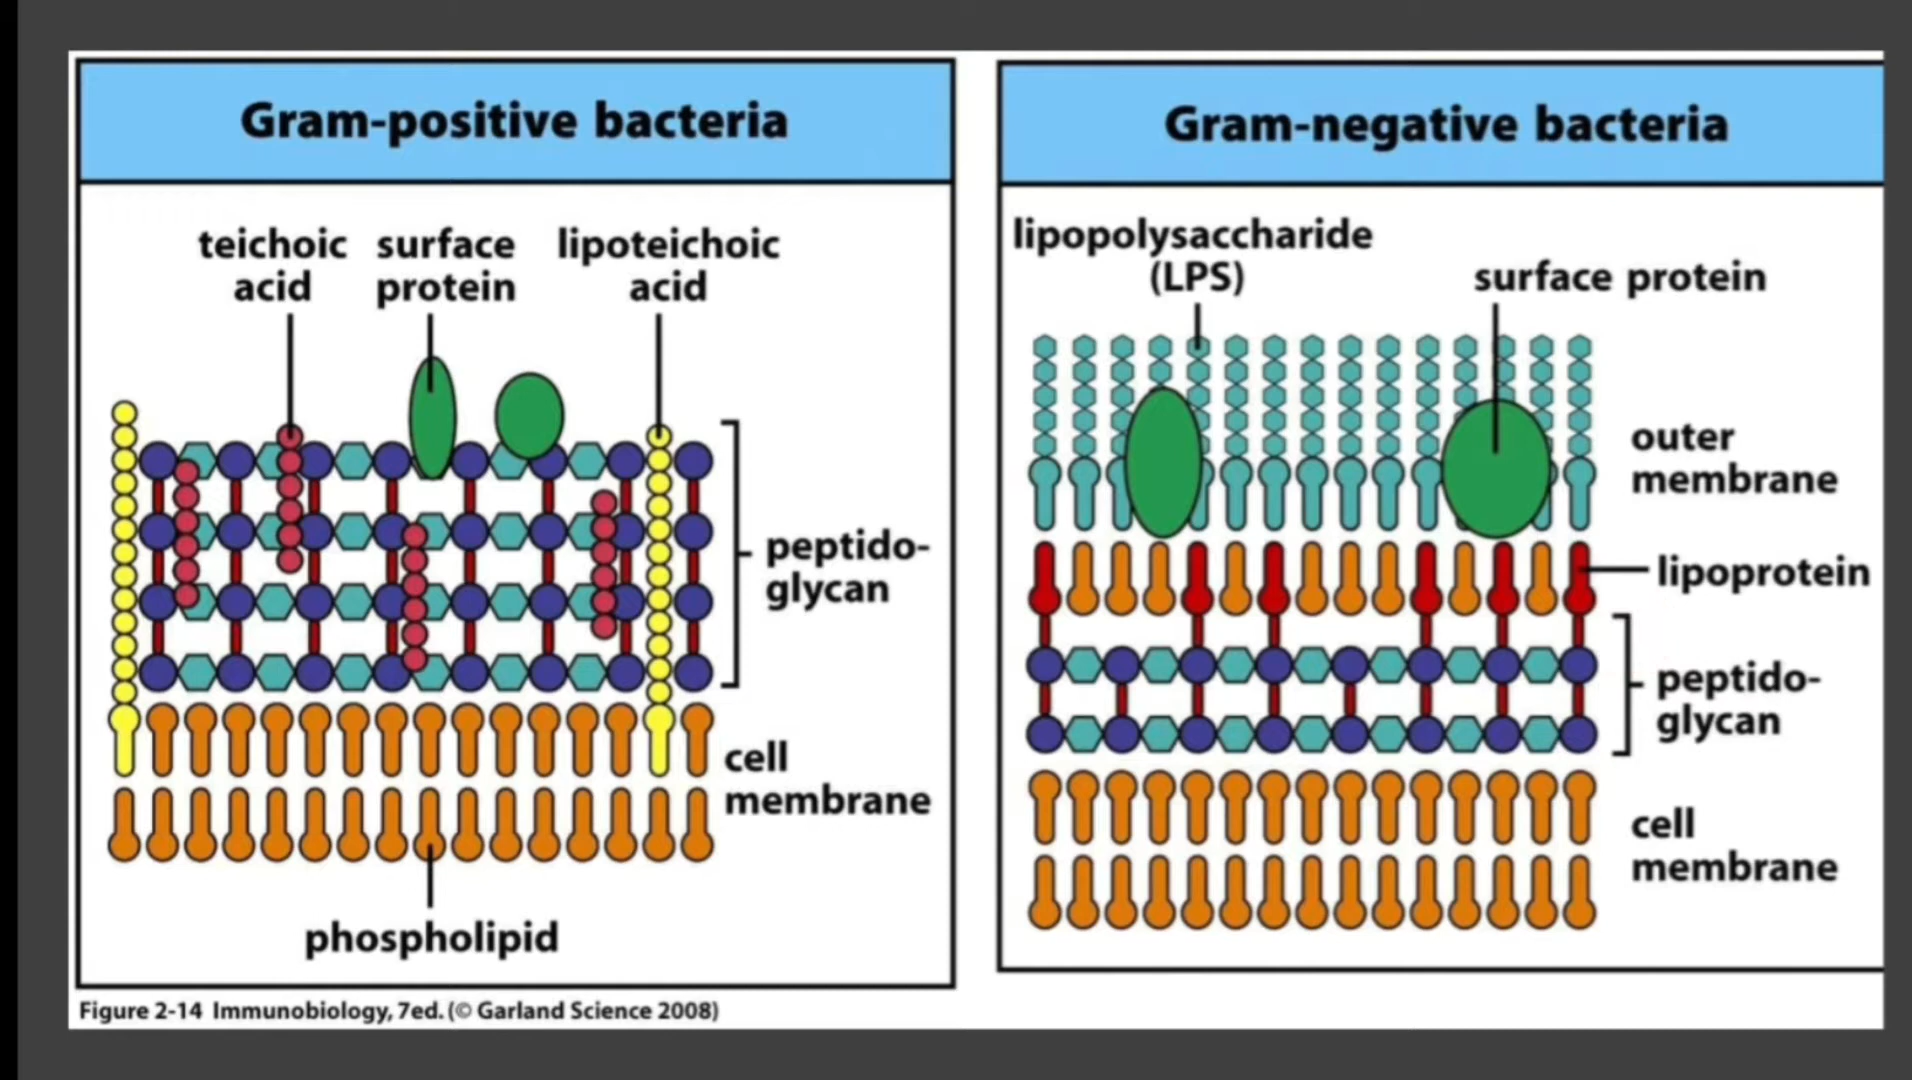 Gram-positive bacteria
teichoic acid
surface protein
lipoteichoic acid
peptido-
glycan
cell
membrane
phospholipid
Figure 2-14 Immunobiology, 7ed. (© Garland Science 2008)
Gram-negative bacteria
lipopolysaccharide
(LPS)
surface protein
outer
membrane
lipoprotein
peptido-
glycan
cell
membrane